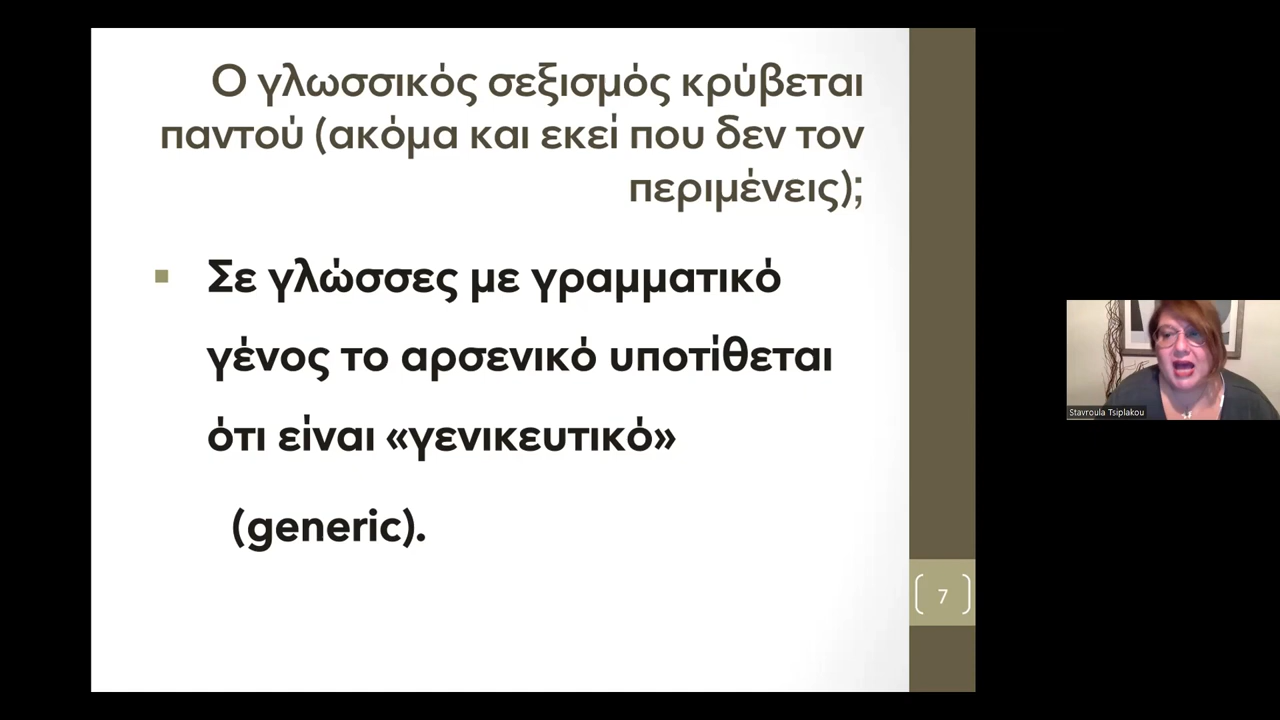 Ο γλωσσικός σεξισμός κρύβεται
παντού (ακόμα και εκεί που δεν τον
περιμένεις);
▪ Σε γλώσσες με γραμματικό
γένος το αρσενικό υποτίθεται
ότι είναι «γενικευτικό»
(generic).
7
Stavroula Tsiplakou